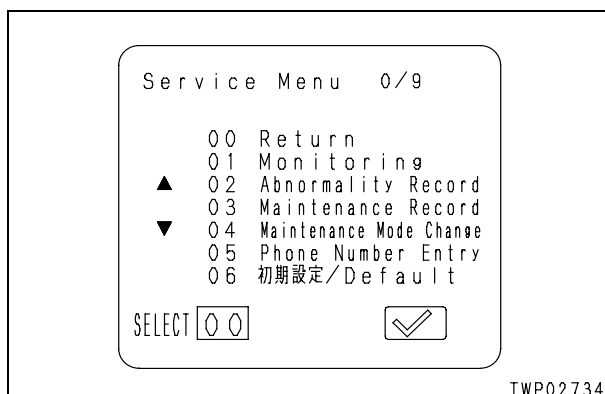 Service Menu 0/9
00 Return
01 Monitoring
▲ 02 Abnormality Record
03 Maintenance Record
▼ 04 Maintenance Mode Change
05 Phone Number Entry
06 初期設定/Default
SELECT 00
TWP02734